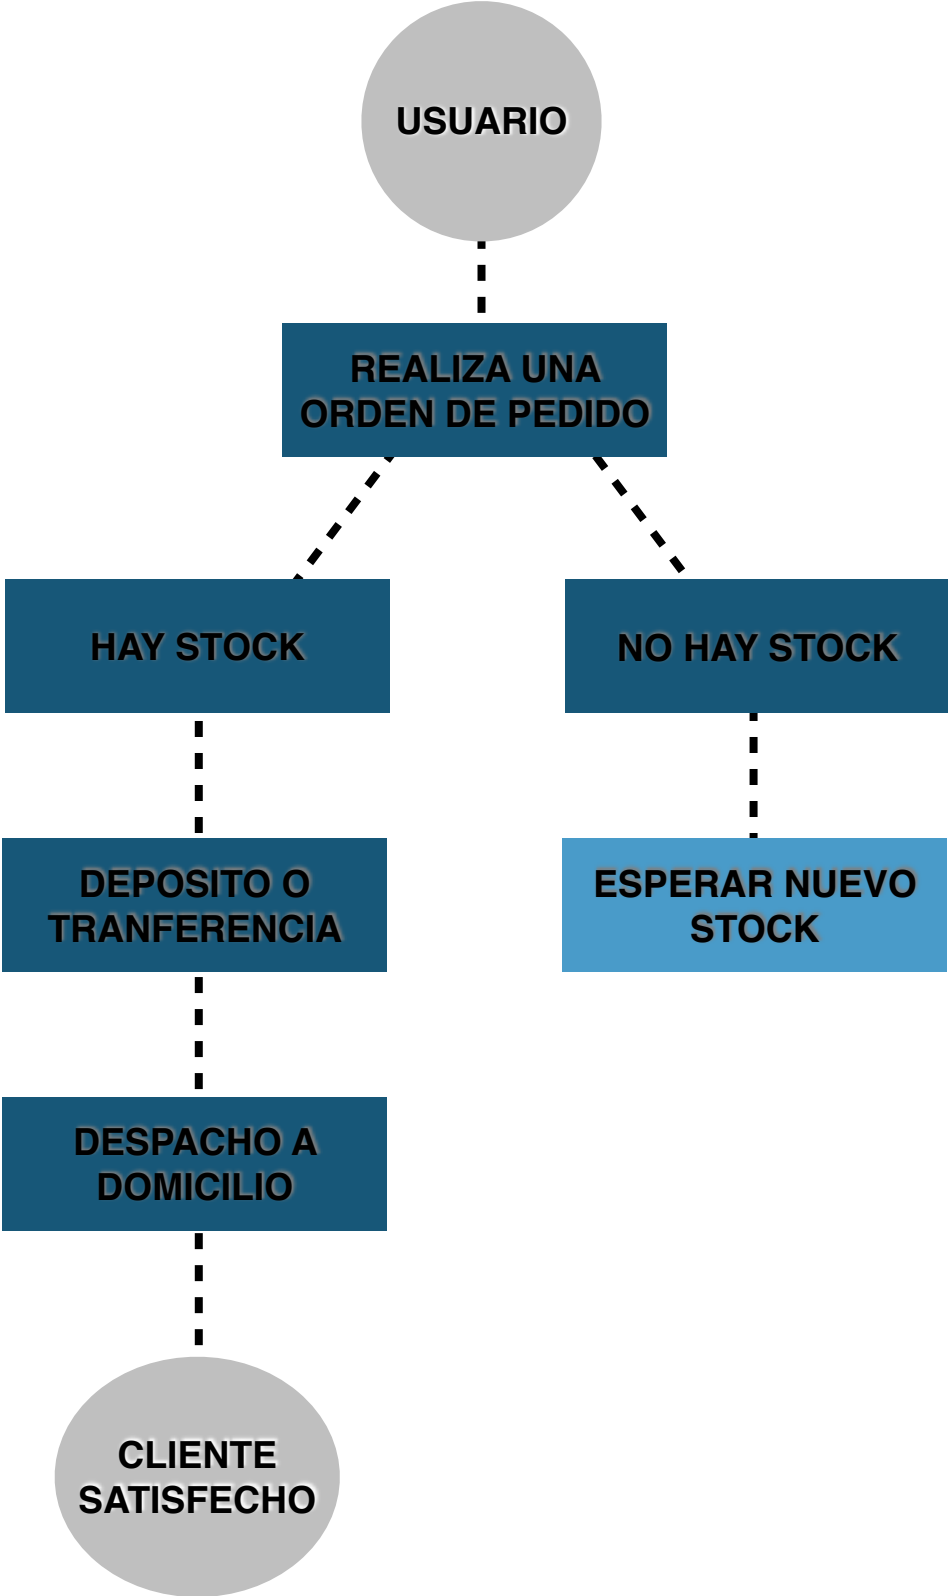 USUARIO
REALIZA UNA
ORDEN DE PEDIDO
HAY STOCK
NO HAY STOCK
DEPOSITO O
TRANFERENCIA
ESPERAR NUEVO
STOCK
DESPACHO A
DOMICILIO
CLIENTE
SATISFECHO